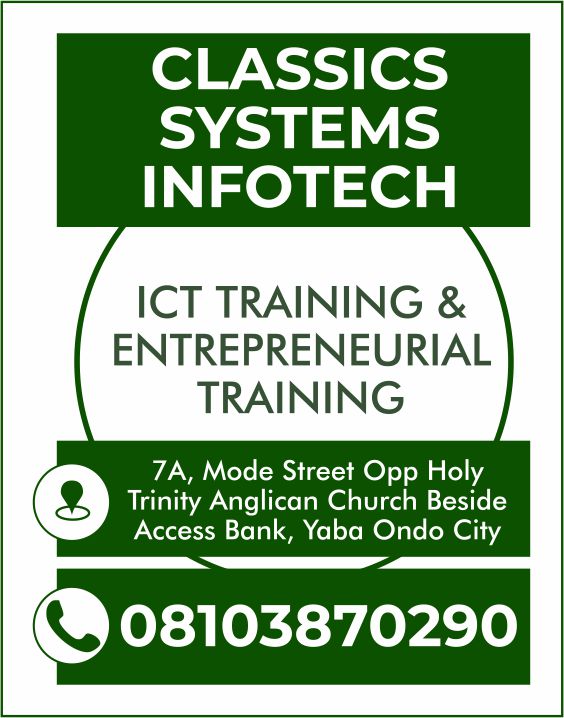 CLASSICS
SYSTEMS
INFOTECH
ICT TRAINING &
ENTREPRENEURIAL
TRAINING
7A, Mode Street Opp Holy
Trinity Anglican Church Beside
Access Bank, Yaba Ondo City
08103870290